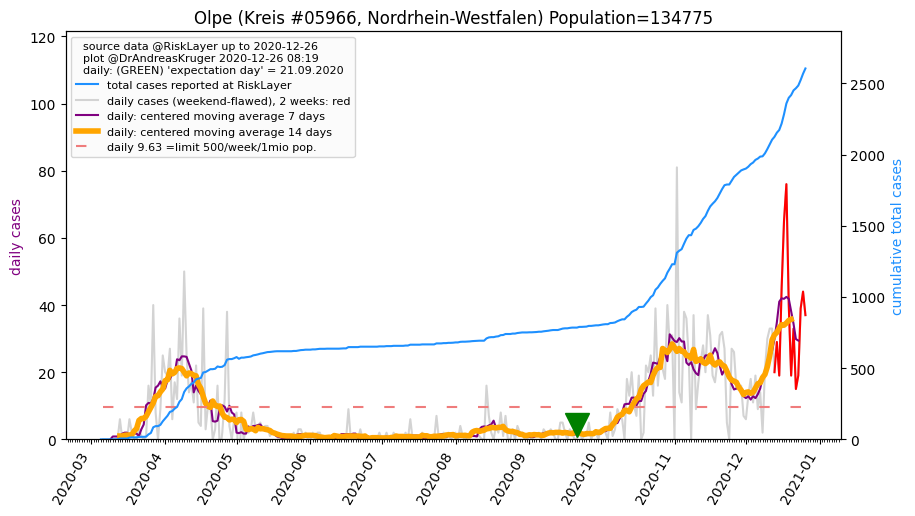 Olpe (Kreis #05966, Nordrhein-Westfalen) Population=134775
source data @RiskLayer up to 2020-12-26
plot @DrAndreasKruger 2020-12-26 08:19
daily: (GREEN) 'expectation day' = 21.09.2020
total cases reported at RiskLayer
daily cases (weekend-flawed), 2 weeks: red
daily: centered moving average 7 days
daily: centered moving average 14 days
daily 9.63 =limit 500/week/1mio pop.
daily cases
120
100
80
60
40
20
0
cumulative total cases
2500
2000
1500
1000
500
0
2020-03
2020-04
2020-05
2020-06
2020-07
2020-08
2020-09
2020-10
2020-11
2020-12
2021-01